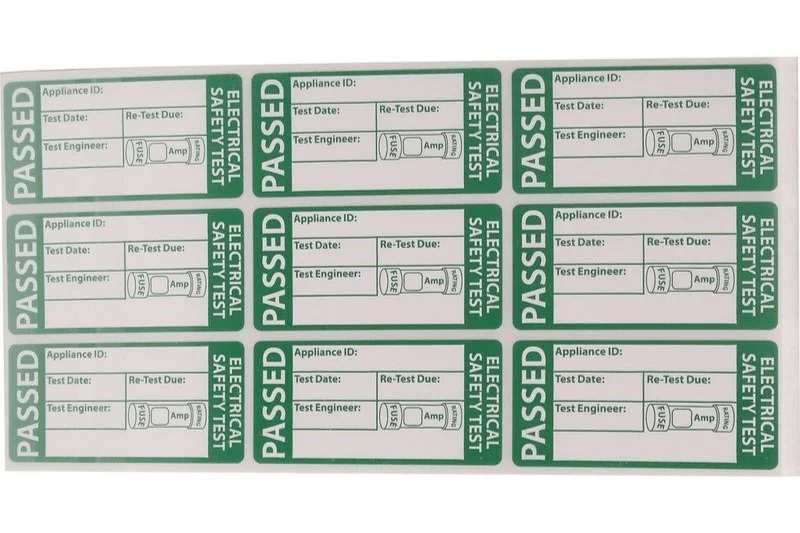 PASSED
Appliance ID:
Test Date: Re-Test Due:
Test Engineer: FUSE Amp RATING
ELECTRICAL
SAFETY TEST
PASSED
Appliance ID:
Test Date: Re-Test Due:
Test Engineer: FUSE Amp RATING
ELECTRICAL
SAFETY TEST
PASSED
Appliance ID:
Test Date: Re-Test Due:
Test Engineer: FUSE Amp RATING
ELECTRICAL
SAFETY TEST
PASSED
Appliance ID:
Test Date: Re-Test Due:
Test Engineer: FUSE Amp RATING
ELECTRICAL
SAFETY TEST
PASSED
Appliance ID:
Test Date: Re-Test Due:
Test Engineer: FUSE Amp RATING
ELECTRICAL
SAFETY TEST
PASSED
Appliance ID:
Test Date: Re-Test Due:
Test Engineer: FUSE Amp RATING
ELECTRICAL
SAFETY TEST
PASSED
Appliance ID:
Test Date: Re-Test Due:
Test Engineer: FUSE Amp RATING
ELECTRICAL
SAFETY TEST
PASSED
Appliance ID:
Test Date: Re-Test Due:
Test Engineer: FUSE Amp RATING
ELECTRICAL
SAFETY TEST
PASSED
Appliance ID:
Test Date: Re-Test Due:
Test Engineer: FUSE Amp RATING
ELECTRICAL
SAFETY TEST